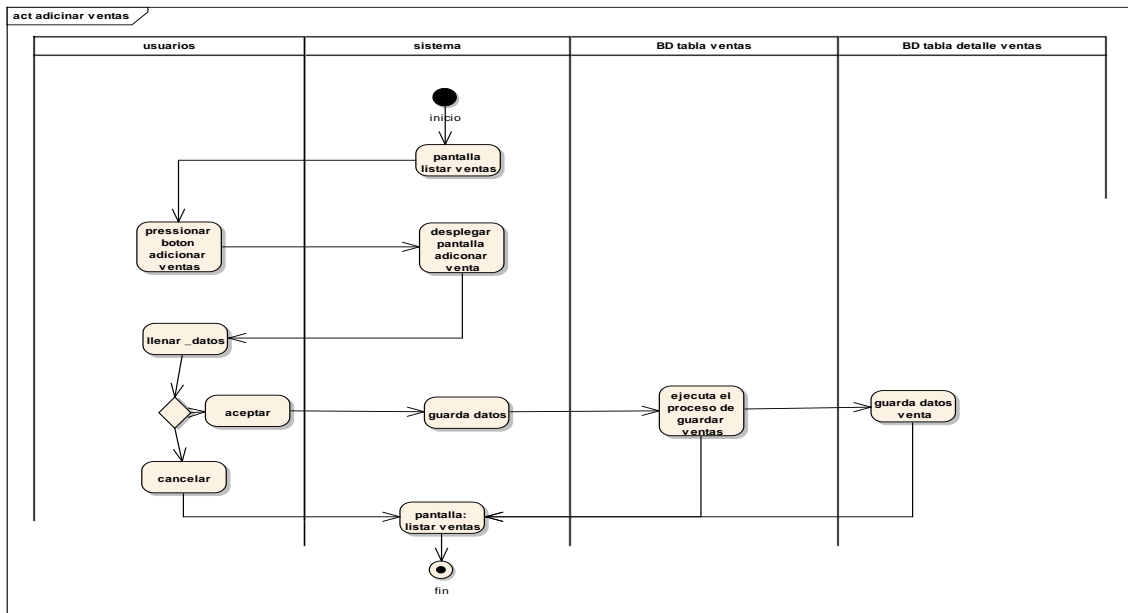 act adicinar ventas
usuarios
sistema
BD tabla ventas
BD tabla detalle ventas
inicio
pantalla
listar ventas
pressionar
boton
adicionar
ventas
desplegar
pantalla
adiconar
venta
llenar _datos
aceptar
guarda datos
ejecuta el
proceso de
guardar
ventas
guarda datos
venta
cancelar
pantalla:
listar ventas
fin